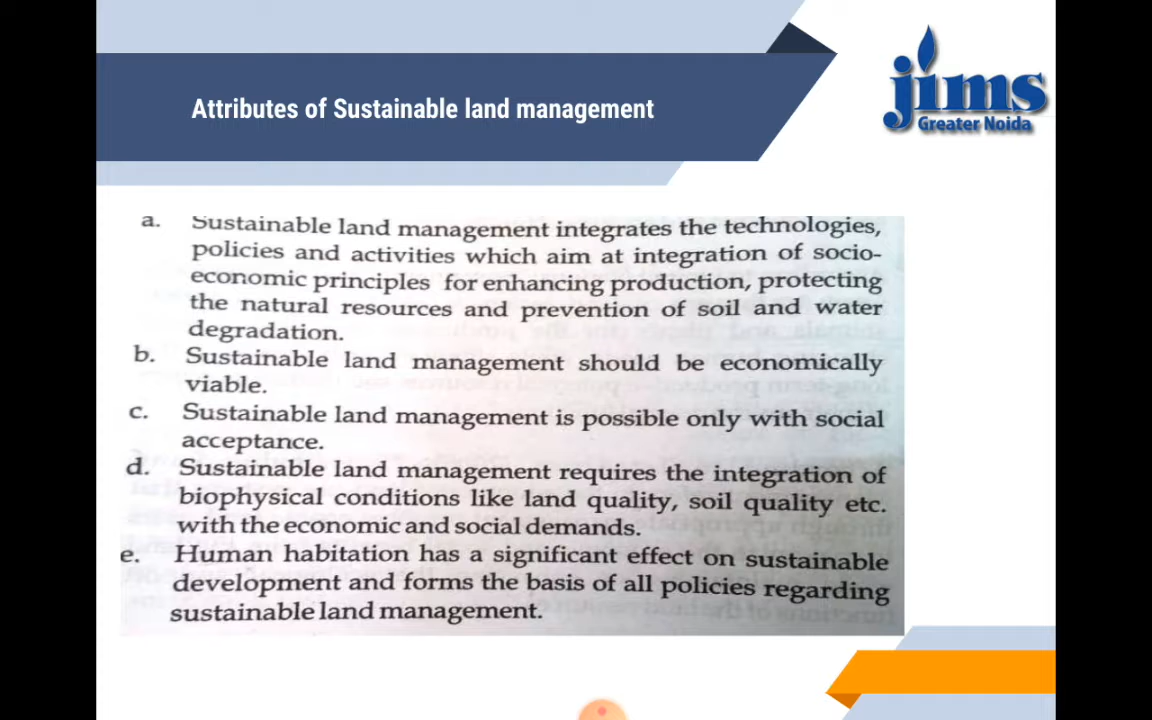 Attributes of Sustainable land management
jims
Greater Noida
a. Sustainable land management integrates the technologies,
policies and activities which aim at integration of socio-
economic principles for enhancing production, protecting
the natural resources and prevention of soil and water
degradation.
b. Sustainable land management should be economically
viable.
c. Sustainable land management is possible only with social
acceptance.
d. Sustainable land management requires the integration of
biophysical conditions like land quality, soil quality etc.
with the economic and social demands.
e. Human habitation has a significant effect on sustainable
development and forms the basis of all policies regarding
sustainable land management.